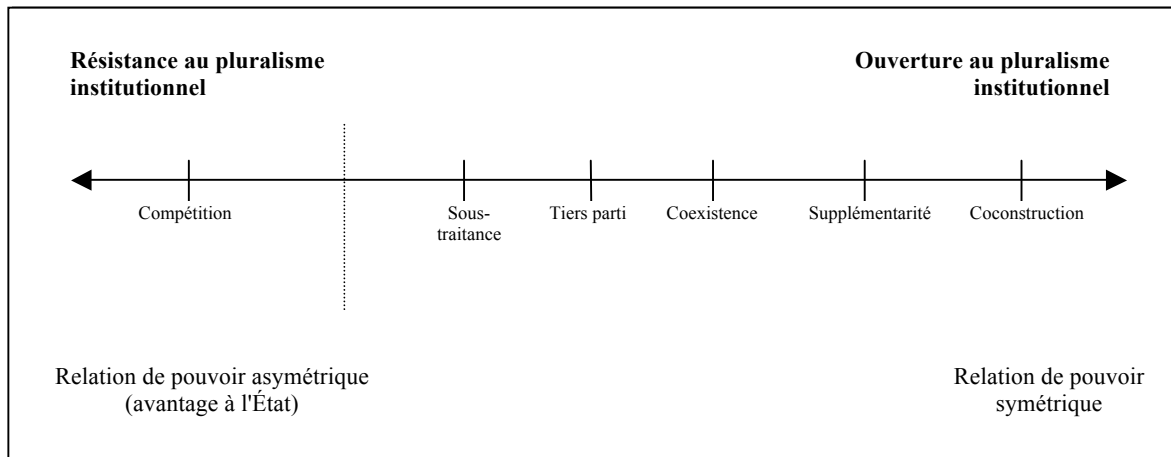 Résistance au pluralisme
institutionnel
Ouverture au pluralisme
institutionnel
Compétition
Sous-
traitance
Tiers parti
Coexistence
Supplémentarité
Coconstruction
Relation de pouvoir asymétrique
(avantage à l'État)
Relation de pouvoir
symétrique